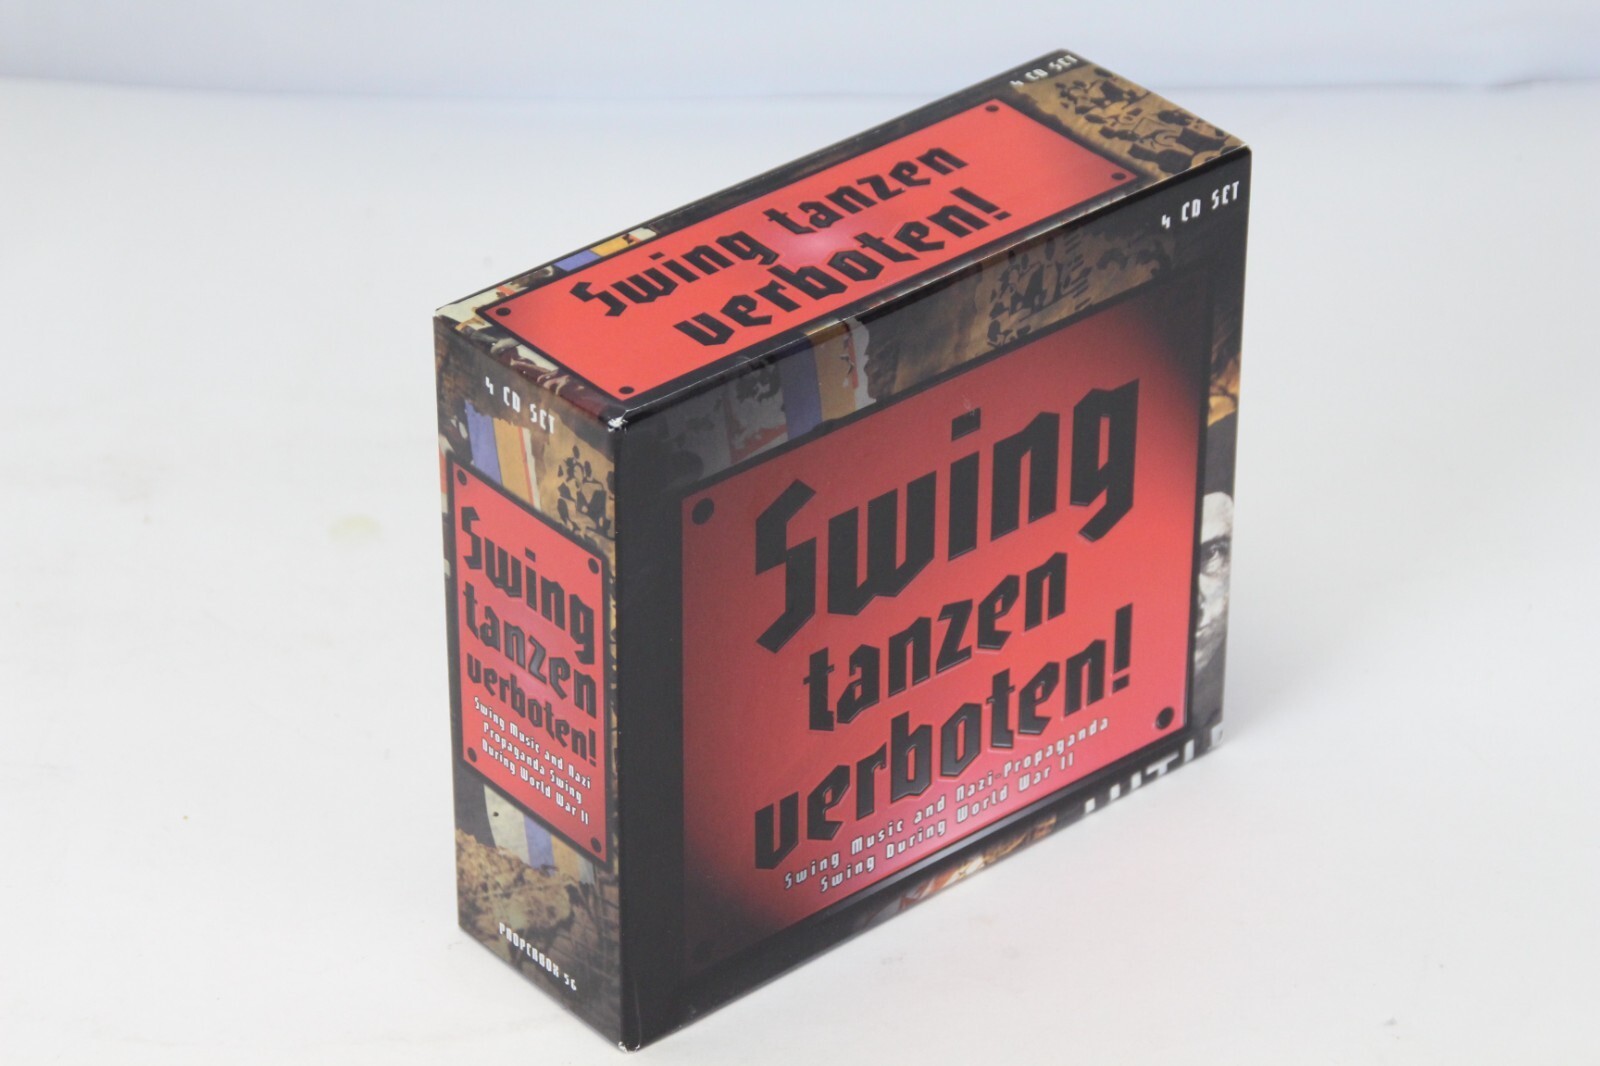 4 CD SET
Swing tanzen
verboten!
4 CD SET
Swing
tanzen
verboten!
Swing Music and Nazi Propaganda
Swing During World War II
4 CD SET
Swing
tanzen
verboten!
Swing Music and Nazi
Propaganda Swing
During World War II
PROPERBOX 56